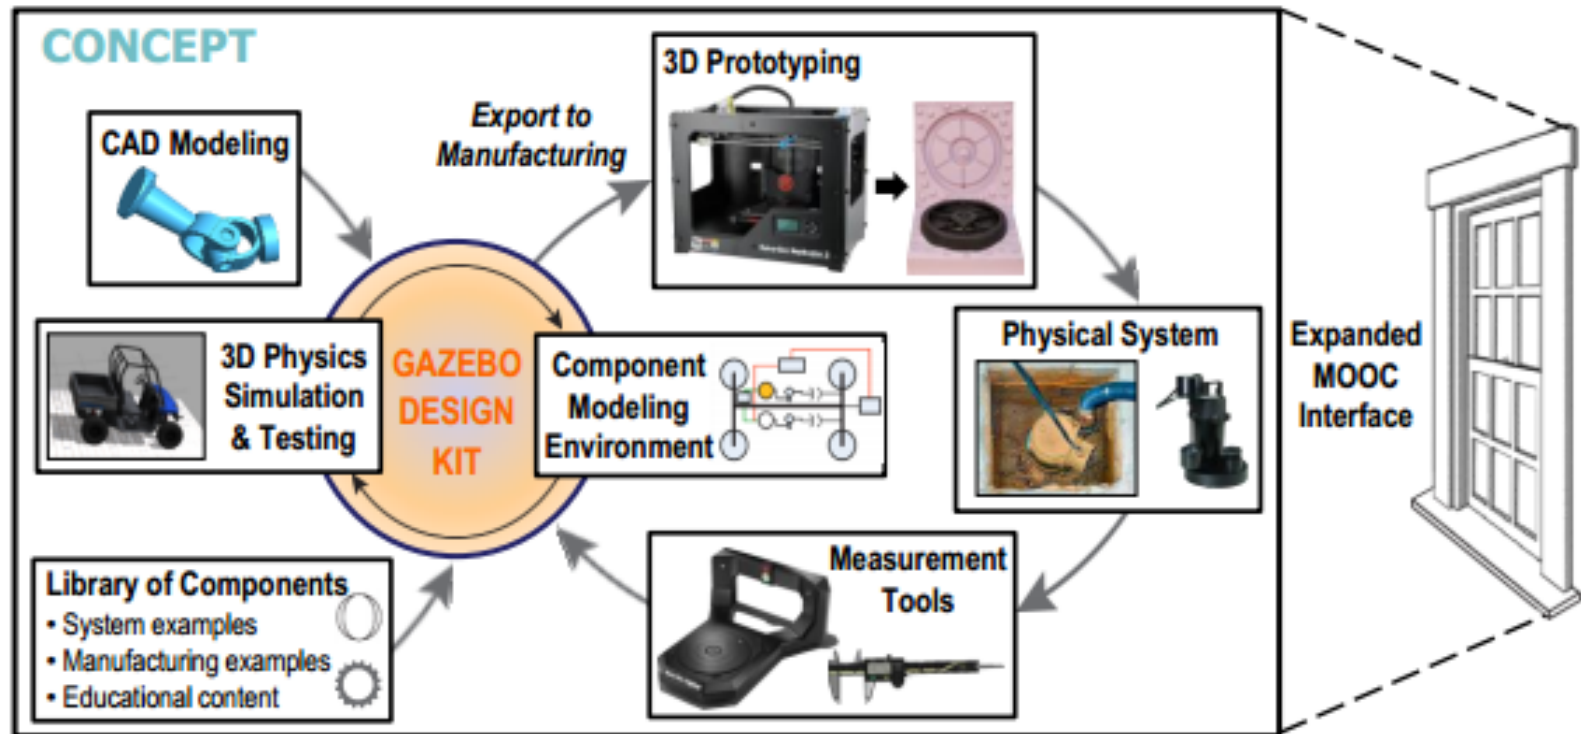 CONCEPT
CAD Modeling
Export to
Manufacturing
3D Prototyping
3D Physics
Simulation
& Testing
GAZEBO
DESIGN
KIT
Component
Modeling
Environment
Physical System
Measurement
Tools
Library of Components
• System examples
• Manufacturing examples
• Educational content
Expanded
MOOC
Interface